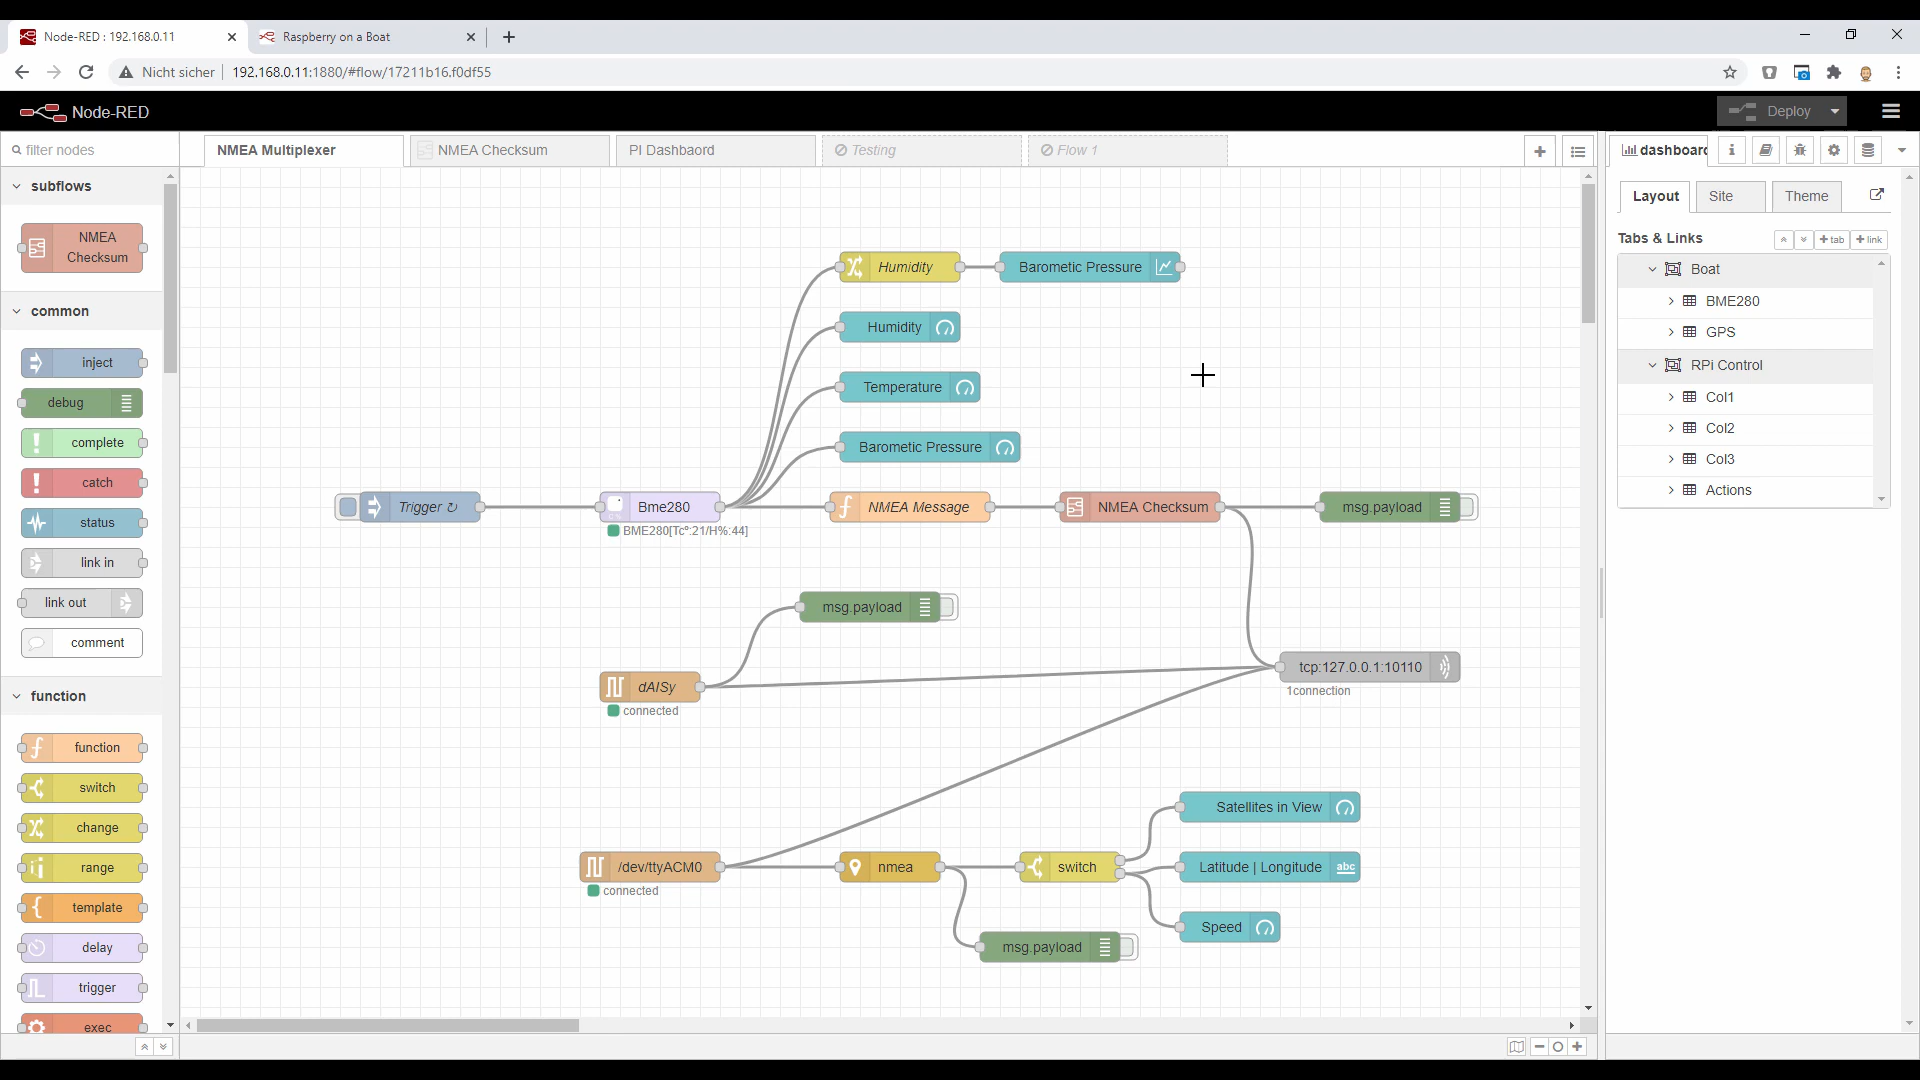 Node-RED : 192.168.0.11
Raspberry on a Boat
Nicht sicher
192.168.0.11:1880/#flow/17211b16.f0df55
Node-RED
Deploy
filter nodes
NMEA Multiplexer
NMEA Checksum
PI Dashbaord
Testing
Flow 1
dashboard
subflows
NMEA
Checksum
common
inject
debug
complete
catch
status
link in
link out
comment
function
function
switch
change
range
template
delay
trigger
exec
Humidity
Barometic Pressure
Humidity
Temperature
Barometic Pressure
Trigger ↻
Bme280
NMEA Message
NMEA Checksum
msg.payload
BME280[Tc°:21/H%:44]
msg.payload
dAISy
connected
tcp:127.0.0.1:10110
1connection
Satellites in View
/dev/ttyACM0
nmea
switch
Latitude | Longitude
abc
connected
Speed
msg.payload
Layout
Site
Theme
Tabs & Links
+tab
+link
Boat
BME280
GPS
RPi Control
Col1
Col2
Col3
Actions